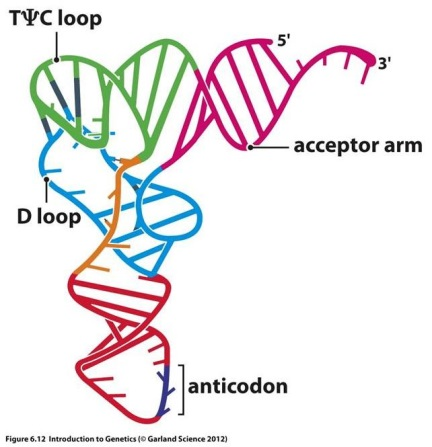 TΨC loop
5'
3'
acceptor arm
D loop
anticodon
Figure 6.12 Introduction to Genetics (© Garland Science 2012)